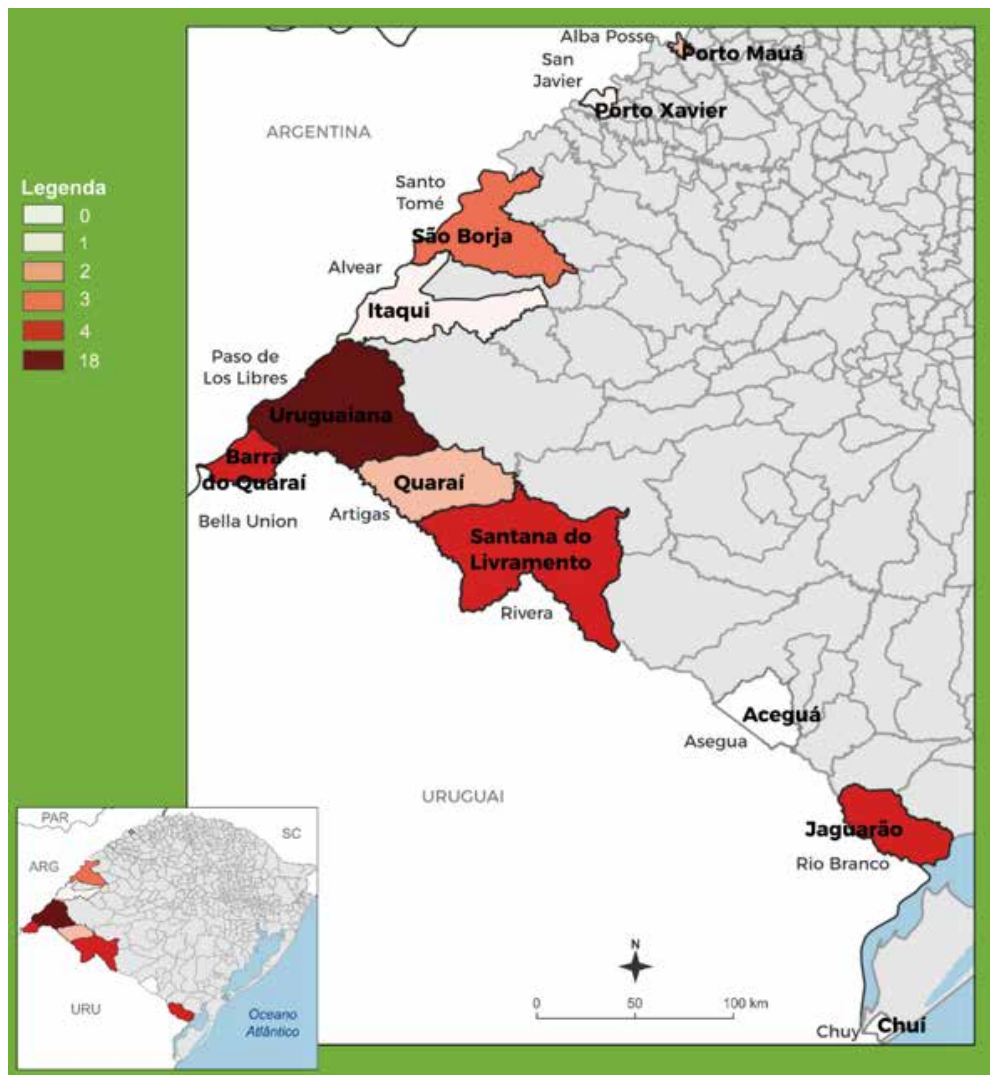 Alba Posse
Porto Mauá
San
Javier
Porto Xavier
ARGENTINA
Legenda
0
1
2
3
4
18
Santo
Tomé
São Borja
Alvear
Itaqui
Paso de
Los Libres
Uruguaiana
Barra
do Quaraí
Quaraí
Bella Union
Artigas
Santana do
Livramento
Rivera
Aceguá
Asegua
URUGUAI
Jaguarão
Rio Branco
N
0 50 100 km
Chuy
Chuí
PAR
SC
ARG
URU
Oceano
Atlântico